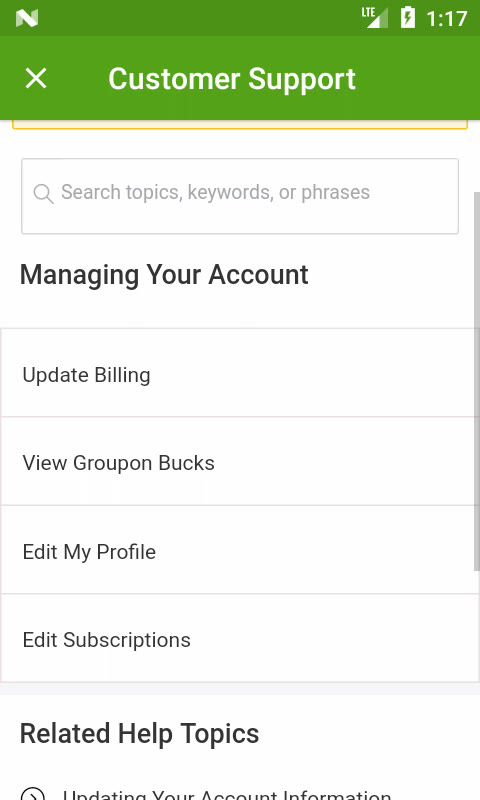 LTE 1:17
Customer Support
Search topics, keywords, or phrases
Managing Your Account
Update Billing
View Groupon Bucks
Edit My Profile
Edit Subscriptions
Related Help Topics
Updating Your Account Information